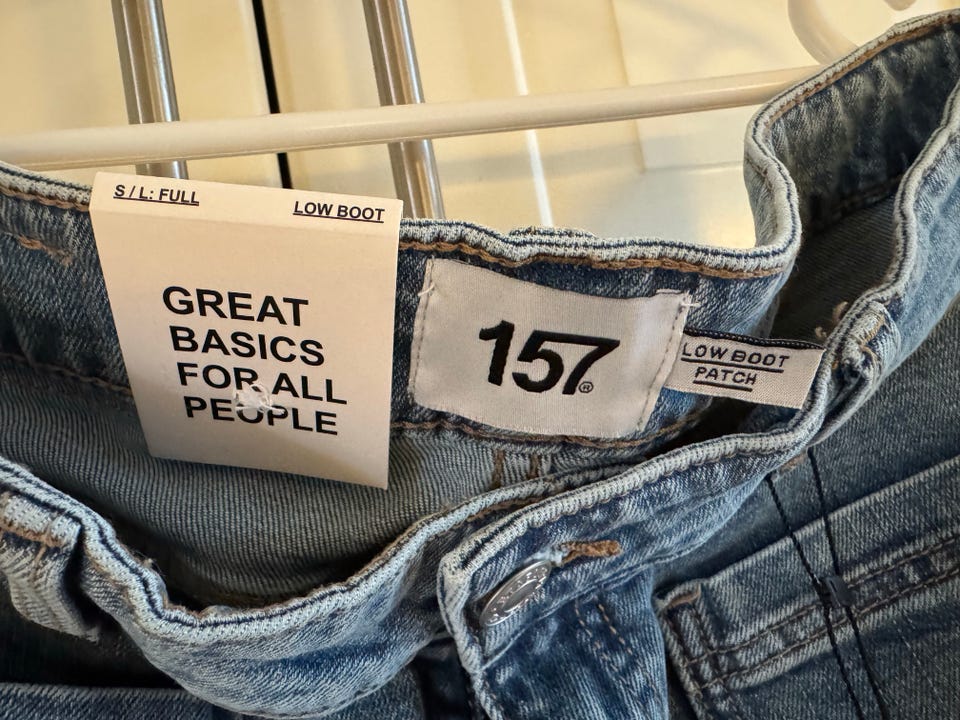 S / L: FULL
LOW BOOT
GREAT
BASICS
FOR ALL
PEOPLE
157®
LOW BOOT
PATCH